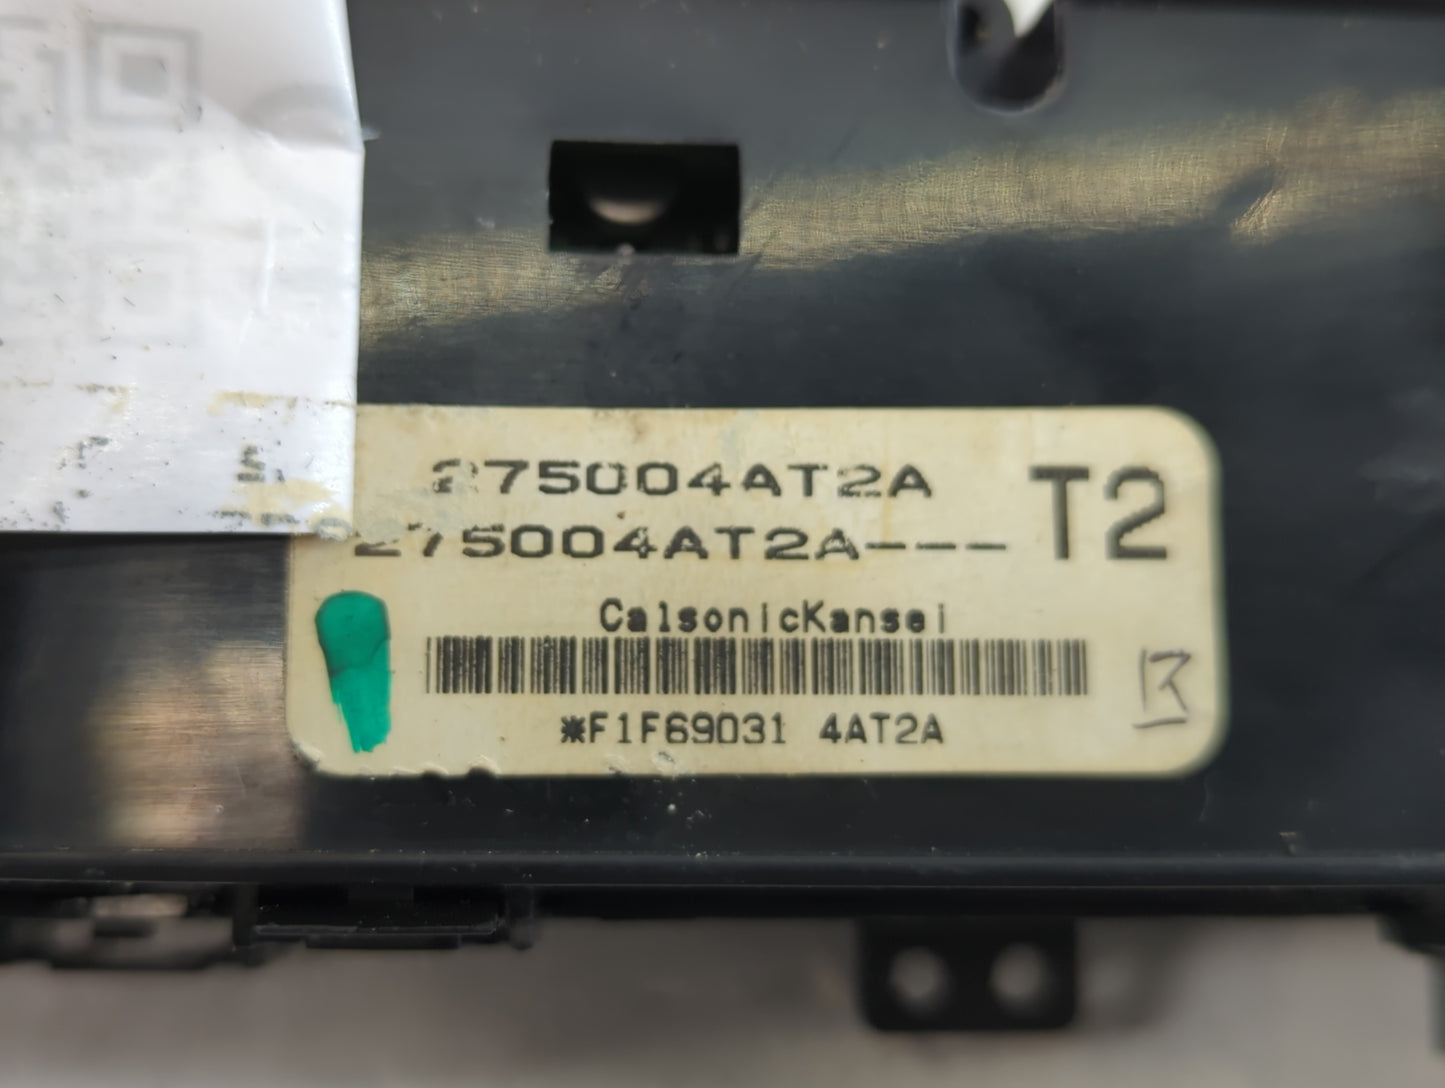 275004AT2A
275004AT2A---
T2
CalsonicKansei
*F1F69031 4AT2A